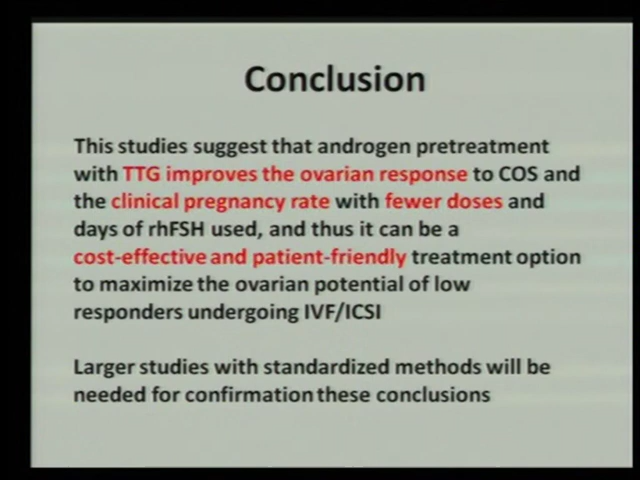 Conclusion
This studies suggest that androgen pretreatment
with TTG improves the ovarian response to COS and
the clinical pregnancy rate with fewer doses and
days of rhFSH used, and thus it can be a
cost-effective and patient-friendly treatment option
to maximize the ovarian potential of low
responders undergoing IVF/ICSI
Larger studies with standardized methods will be
needed for confirmation these conclusions